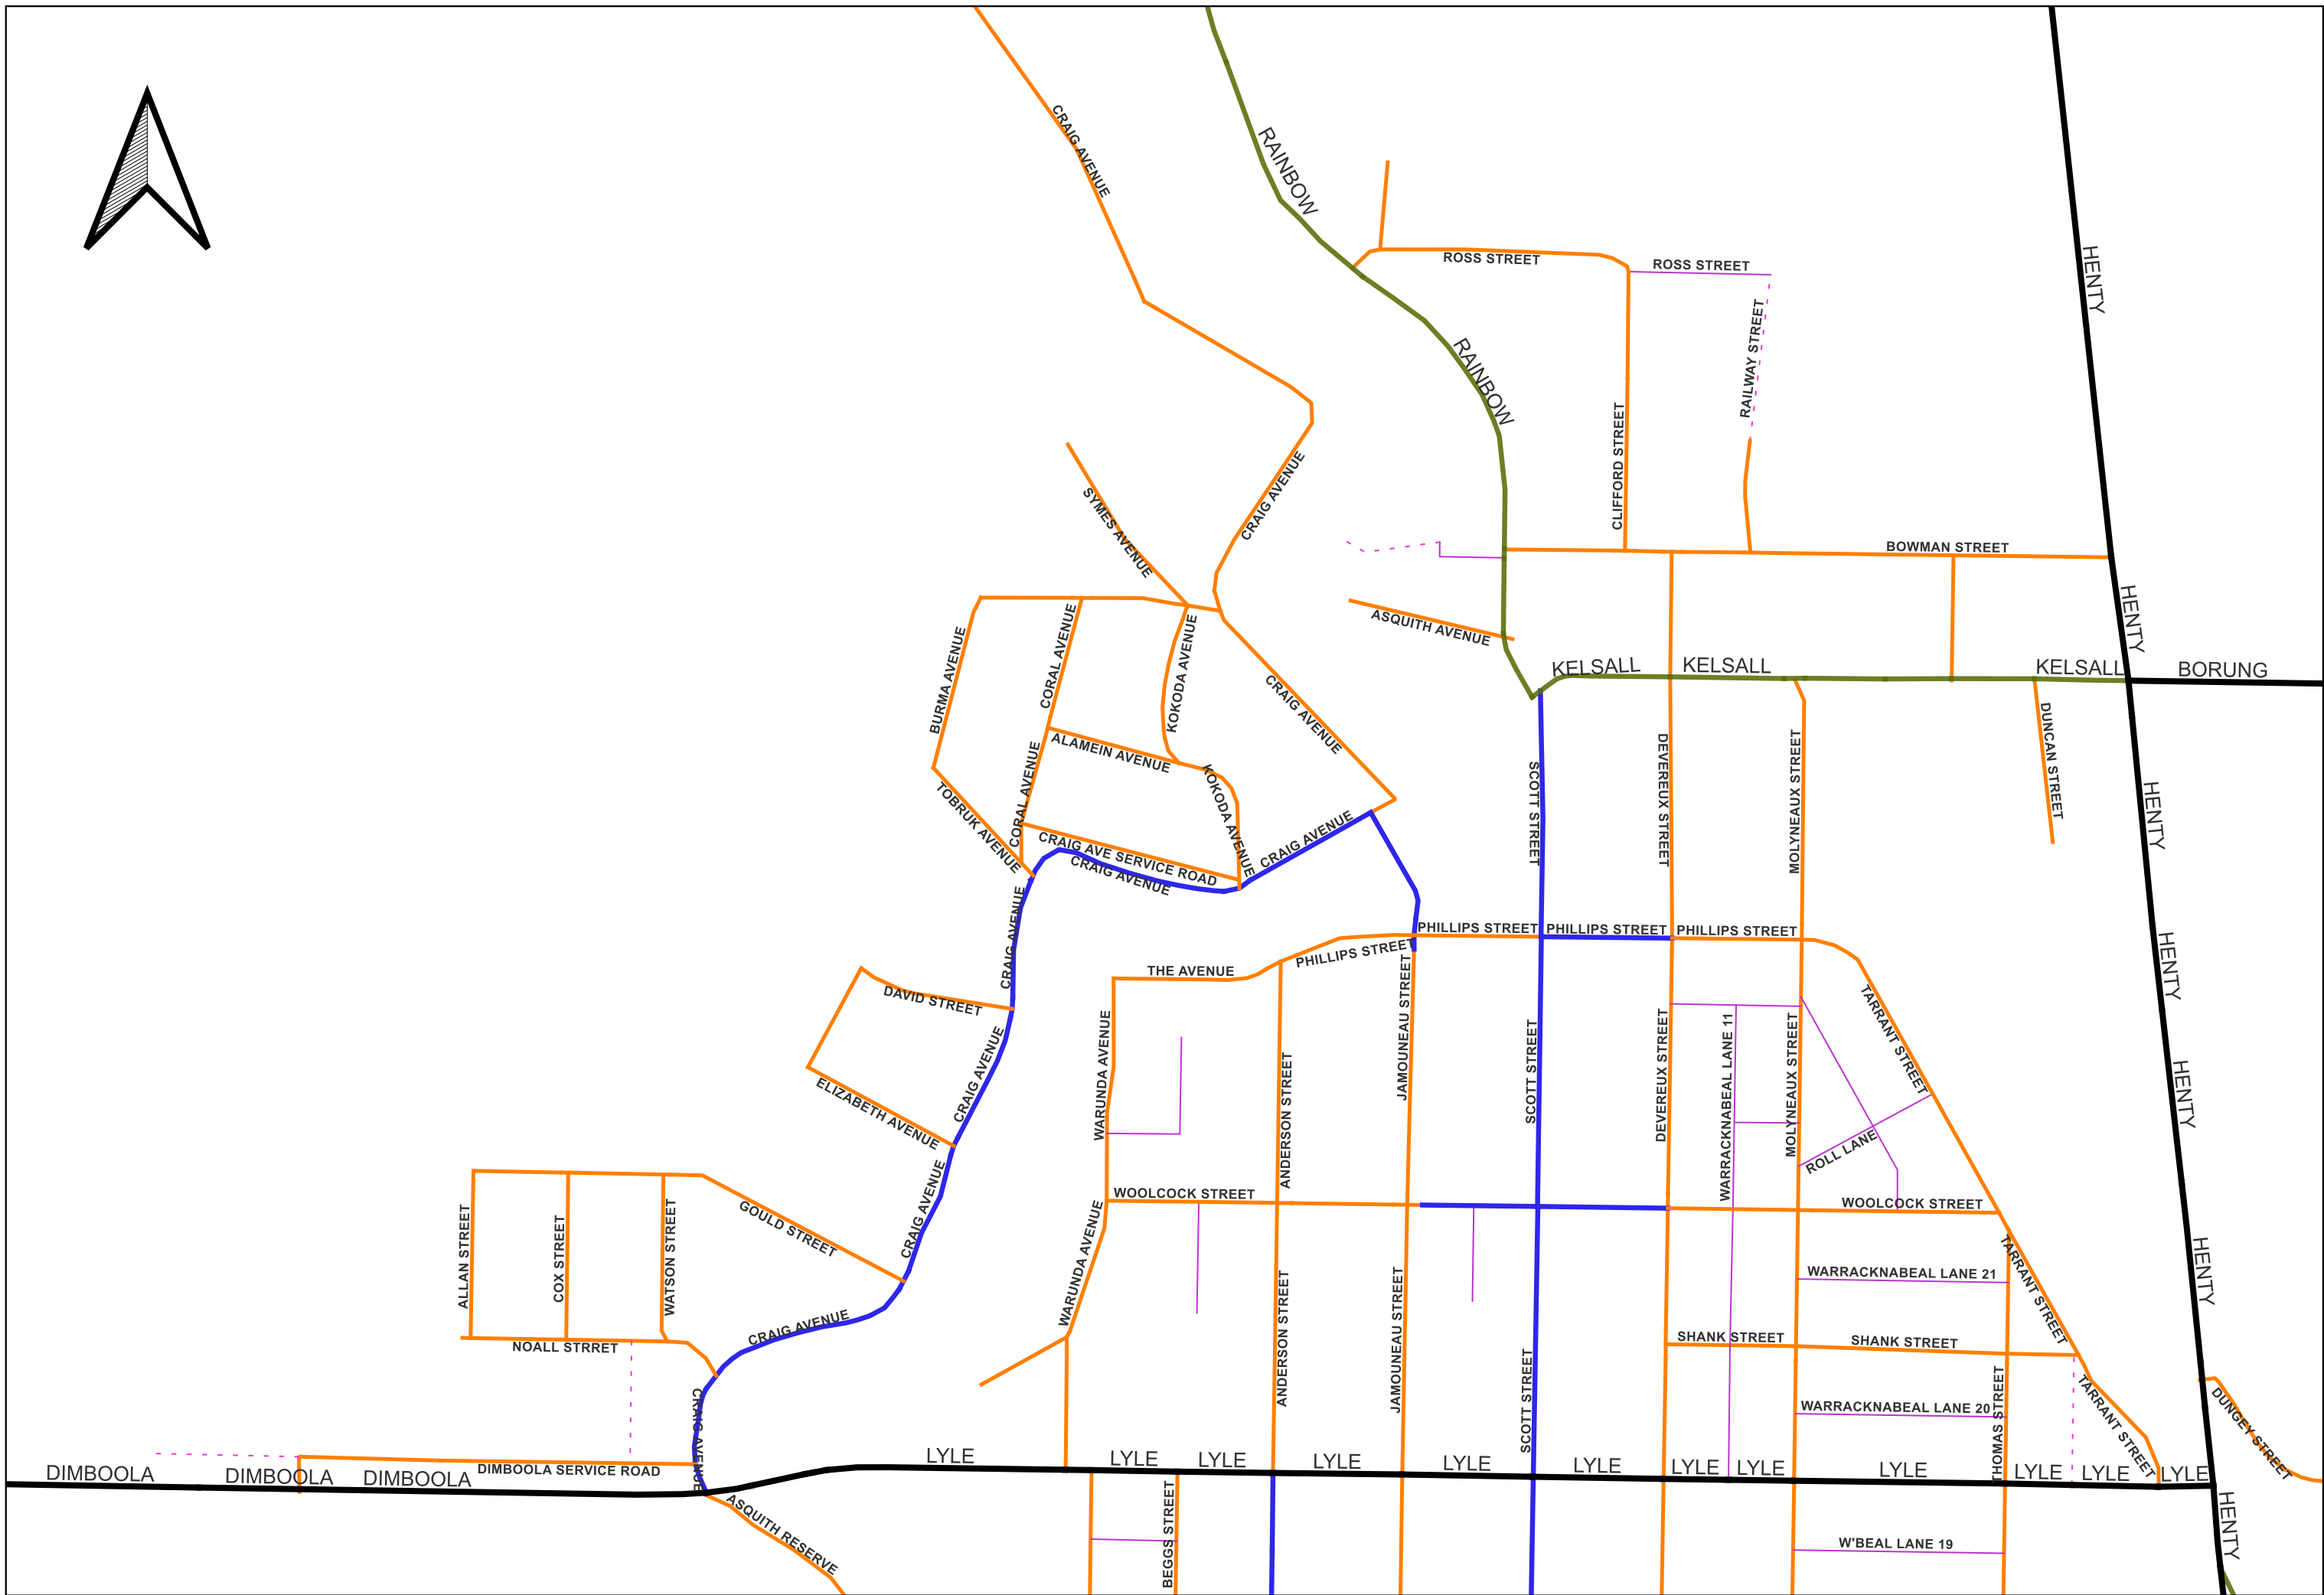 CRAIG AVENUE
RAINBOW
ROSS STREET
ROSS STREET
HENTY
RAILWAY STREET
RAINBOW
CLIFFORD STREET
CRAIG AVENUE
SYMES AVENUE
BOWMAN STREET
HENTY
ASQUITH AVENUE
BURMA AVENUE
CORAL AVENUE
KOKODA AVENUE
CRAIG AVENUE
KELSALL
KELSALL
KELSALL
BORUNG
ALAMEIN AVENUE
DUNCAN STREET
SCOTT STREET
DEVEREUX STREET
MOLYNEAUX STREET
HENTY
TOBRUK AVENUE
CORAL AVENUE
KOKODA AVENUE
CRAIG AVENUE
CRAIG AVE SERVICE ROAD
CRAIG AVENUE
CRAIG AVENUE
PHILLIPS STREET
PHILLIPS STREET
PHILLIPS STREET
PHILLIPS STREET
THE AVENUE
HENTY
DAVID STREET
CRAIG AVENUE
WARUNDA AVENUE
ANDERSON STREET
JAMOUNEAU STREET
SCOTT STREET
DEVEREUX STREET
WARRACKNABEAL LANE 11
MOLYNEAUX STREET
TARRANT STREET
HENTY
ELIZABETH AVENUE
ROLL LANE
CRAIG AVENUE
WOOLCOCK STREET
WOOLCOCK STREET
GOULD STREET
ALLAN STREET
COX STREET
WATSON STREET
WARUNDA AVENUE
HENTY
WARRACKNABEAL LANE 21
TARRANT STREET
CRAIG AVENUE
NOALL STRRET
ANDERSON STREET
JAMOUNEAU STREET
SCOTT STREET
SHANK STREET
SHANK STREET
CRAIG AVENUE
WARRACKNABEAL LANE 20
THOMAS STREET
TARRANT STREET
DUNGEY STREET
DIMBOOLA
DIMBOOLA
DIMBOOLA
DIMBOOLA SERVICE ROAD
LYLE
LYLE
LYLE
LYLE
LYLE
LYLE
LYLE
LYLE
LYLE
LYLE
LYLE
LYLE
ASQUITH RESERVE
BEGGS STREET
W'BEAL LANE 19
HENTY